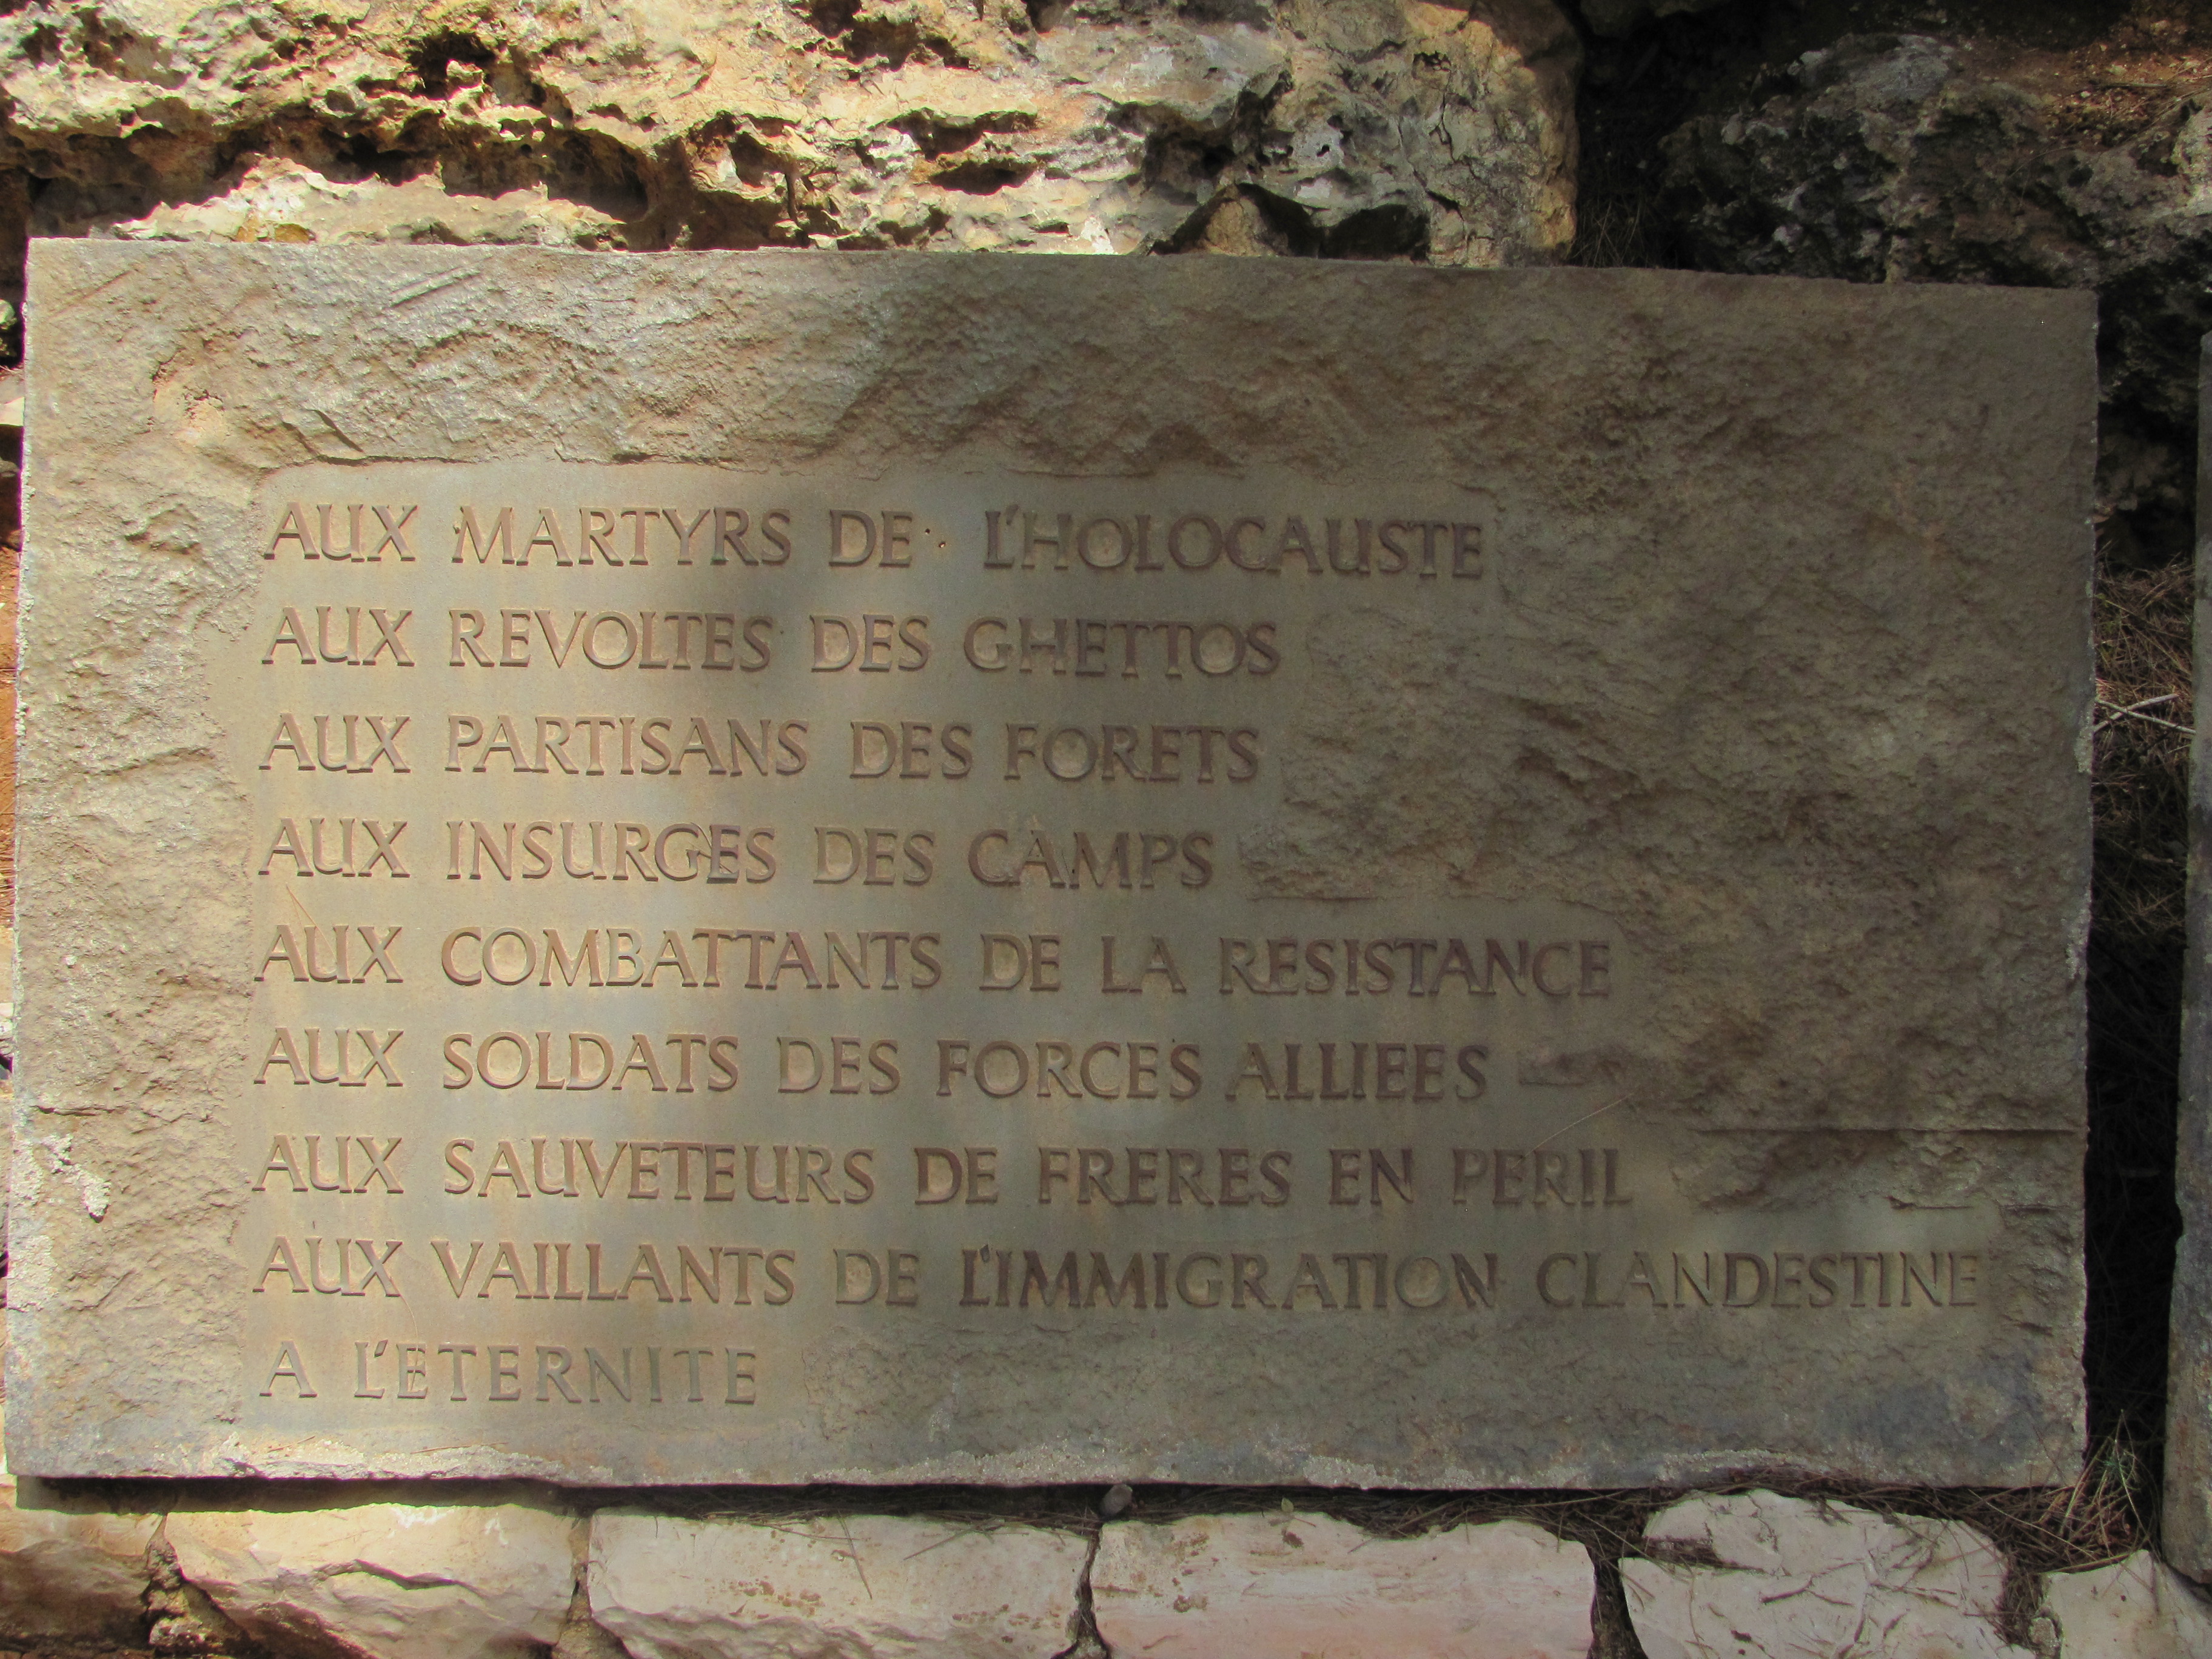 AUX MARTYRS DE L'HOLOCAUSTE
AUX REVOLTES DES GHETTOS
AUX PARTISANS DES FORETS
AUX INSURGES DES CAMPS
AUX COMBATTANTS DE LA RESISTANCE
AUX SOLDATS DES FORCES ALLIEES
AUX SAUVETEURS DE FRERES EN PERIL
AUX VAILLANTS DE L'IMMIGRATION CLANDESTINE
A L'ETERNITE